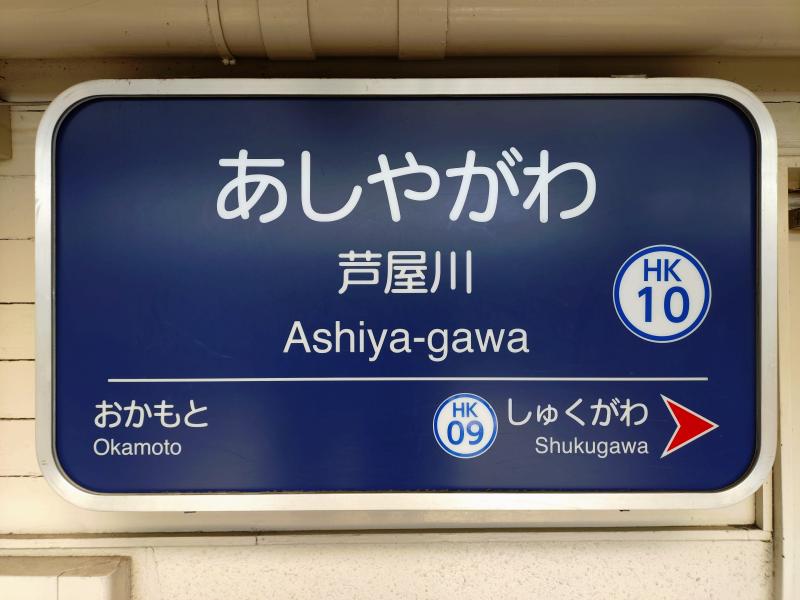 あしやがわ
芦屋川
Ashiya-gawa
HK
10
おかもと
Okamoto
HK
09
しゅくがわ
Shukugawa